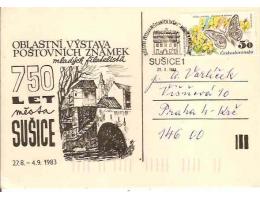 OBLASTNÍ VÝSTAVA
POŠTOVNÍCH ZNÁMEK
mladých filatelistů
750
LET
města
SUŠICE
27.8. – 4.9. 1983
SUŠICE 1
50
Československo
J. Vavlíček
Višňová 10
Praha 4 - Krč
146 00